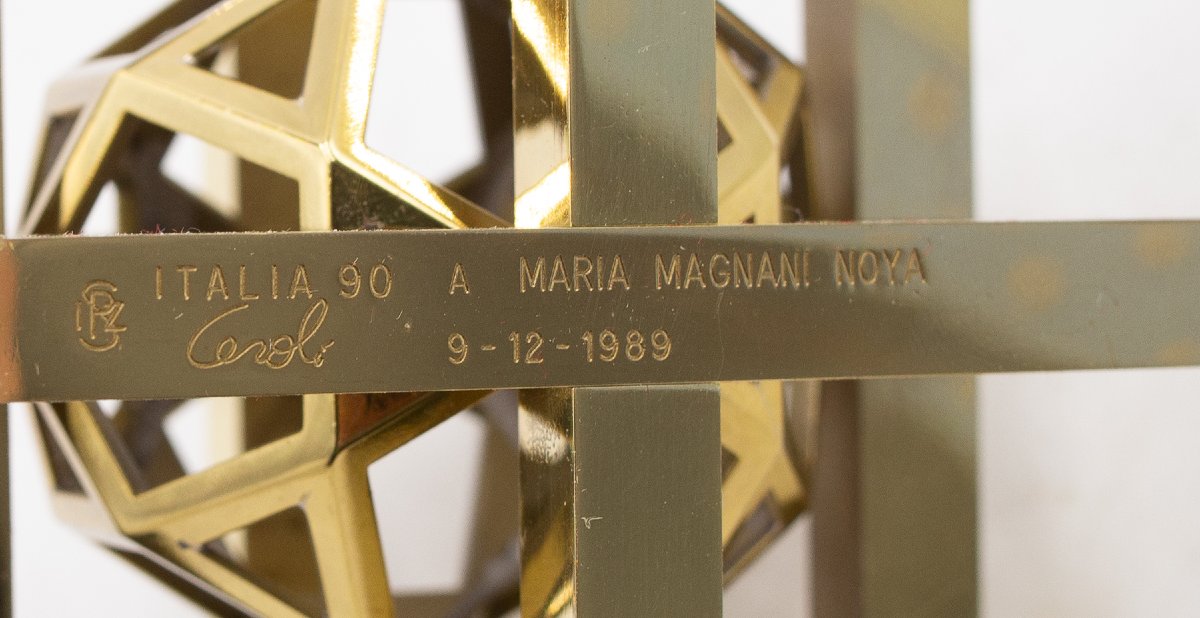 ITALIA 90 A MARIA MAGNANI NOYA
Ceroli 9-12-1989